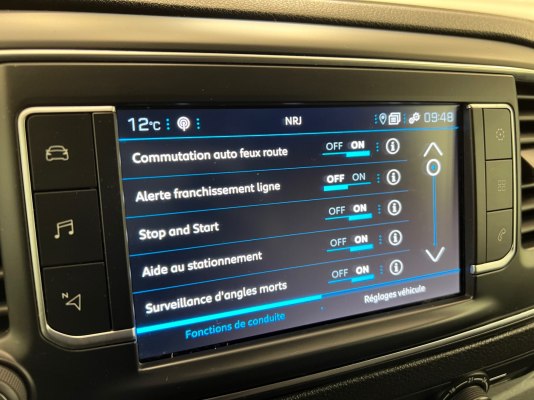 12°C NRJ 09:48
Commutation auto feux route OFF ON i
Alerte franchissement ligne OFF ON i
Stop and Start OFF ON i
Aide au stationnement OFF ON i
Surveillance d'angles morts OFF ON i
Fonctions de conduite Réglages véhicule
N